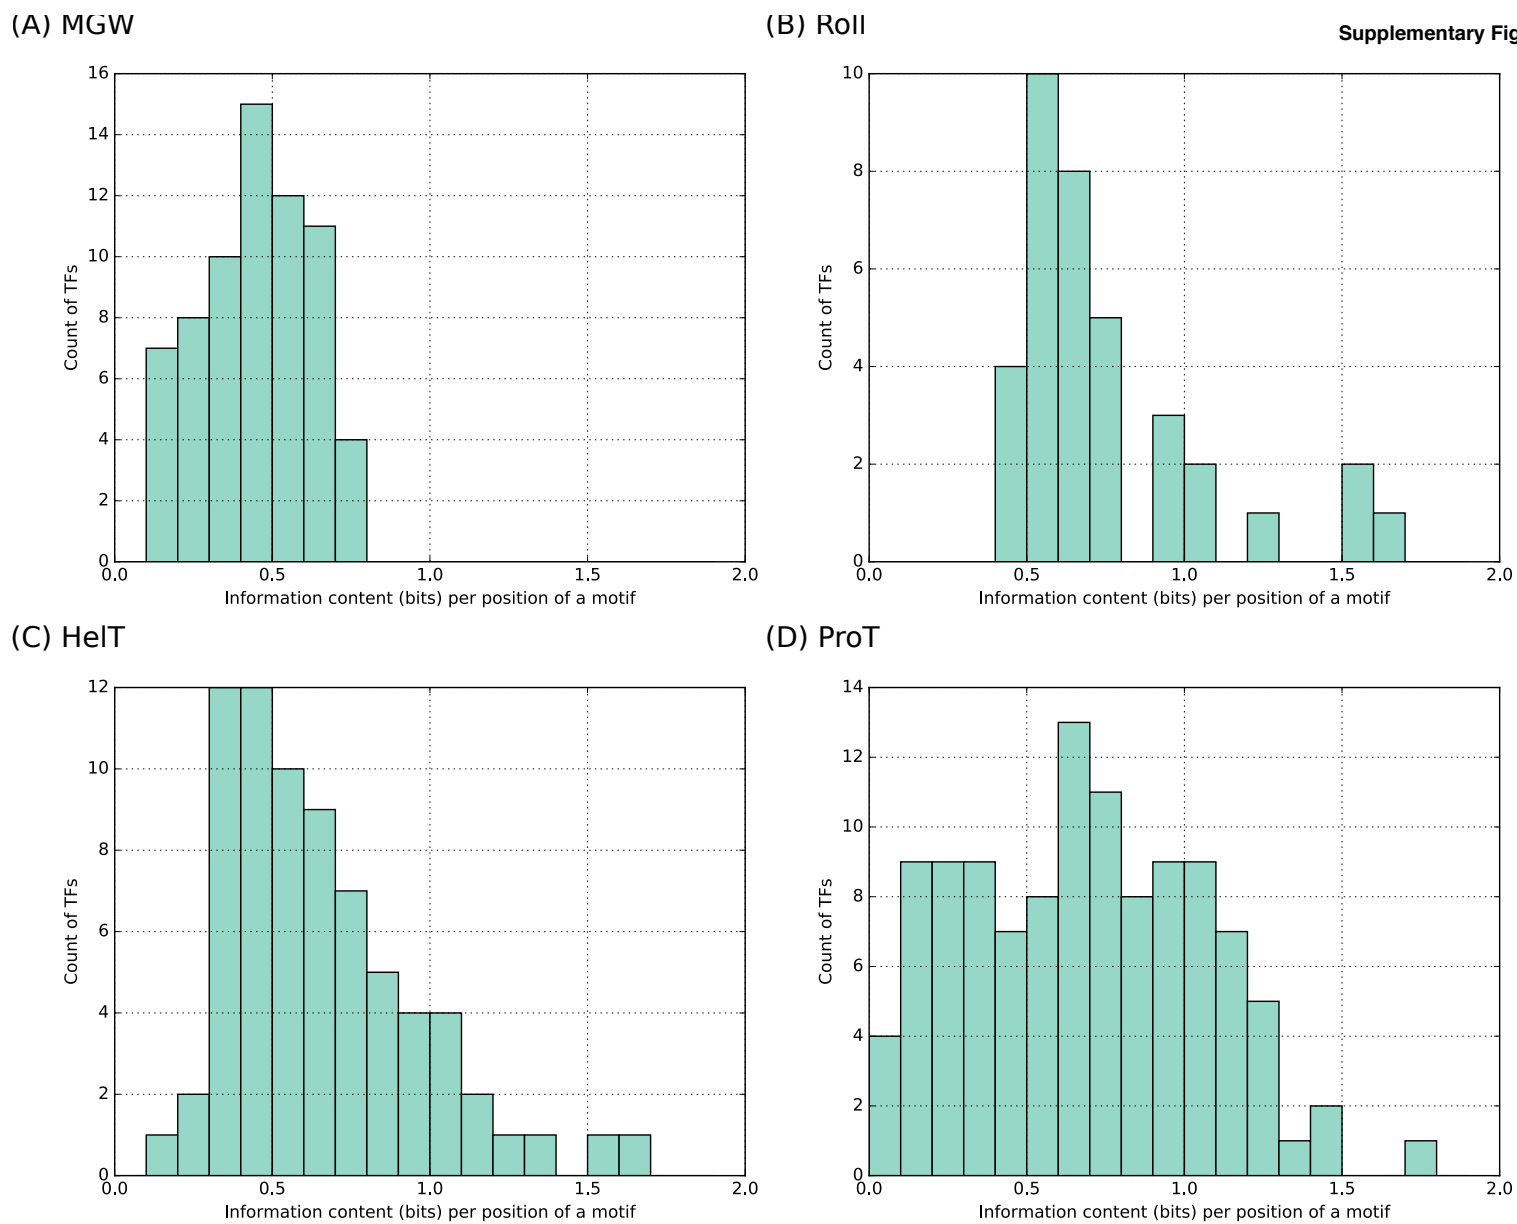 (A) MGW
(B) Roll
Supplementary Fig
16
14
12
10
8
6
4
2
0
Count of TFs
0.0 0.5 1.0 1.5 2.0
Information content (bits) per position of a motif
10
8
6
4
2
0
Count of TFs
0.0 0.5 1.0 1.5 2.0
Information content (bits) per position of a motif
(C) HelT
(D) ProT
12
10
8
6
4
2
0
Count of TFs
0.0 0.5 1.0 1.5 2.0
Information content (bits) per position of a motif
14
12
10
8
6
4
2
0
Count of TFs
0.0 0.5 1.0 1.5 2.0
Information content (bits) per position of a motif